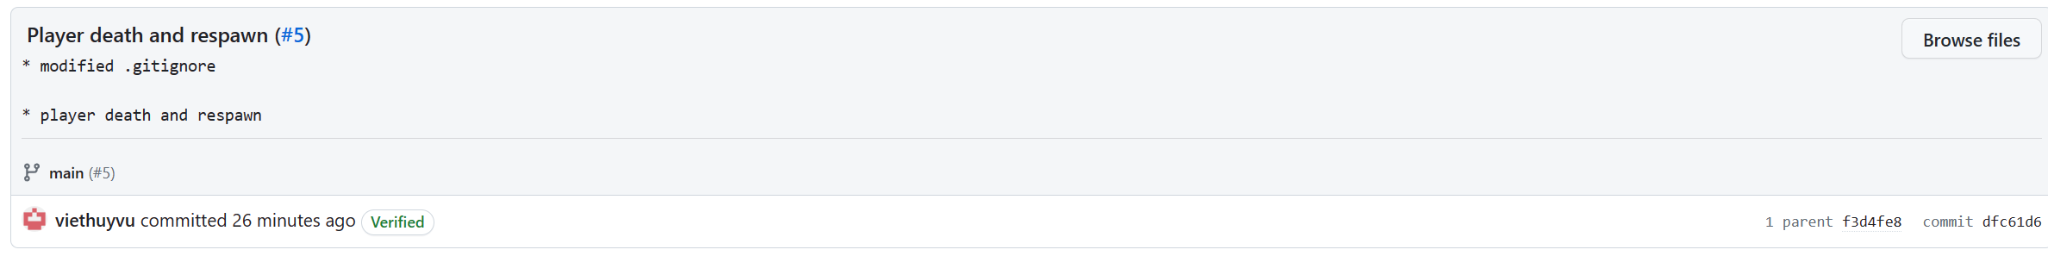 Player death and respawn (#5)
Browse files
* modified .gitignore
* player death and respawn
main (#5)
viethuyvu committed 26 minutes ago Verified
1 parent f3d4fe8 commit dfc61d6